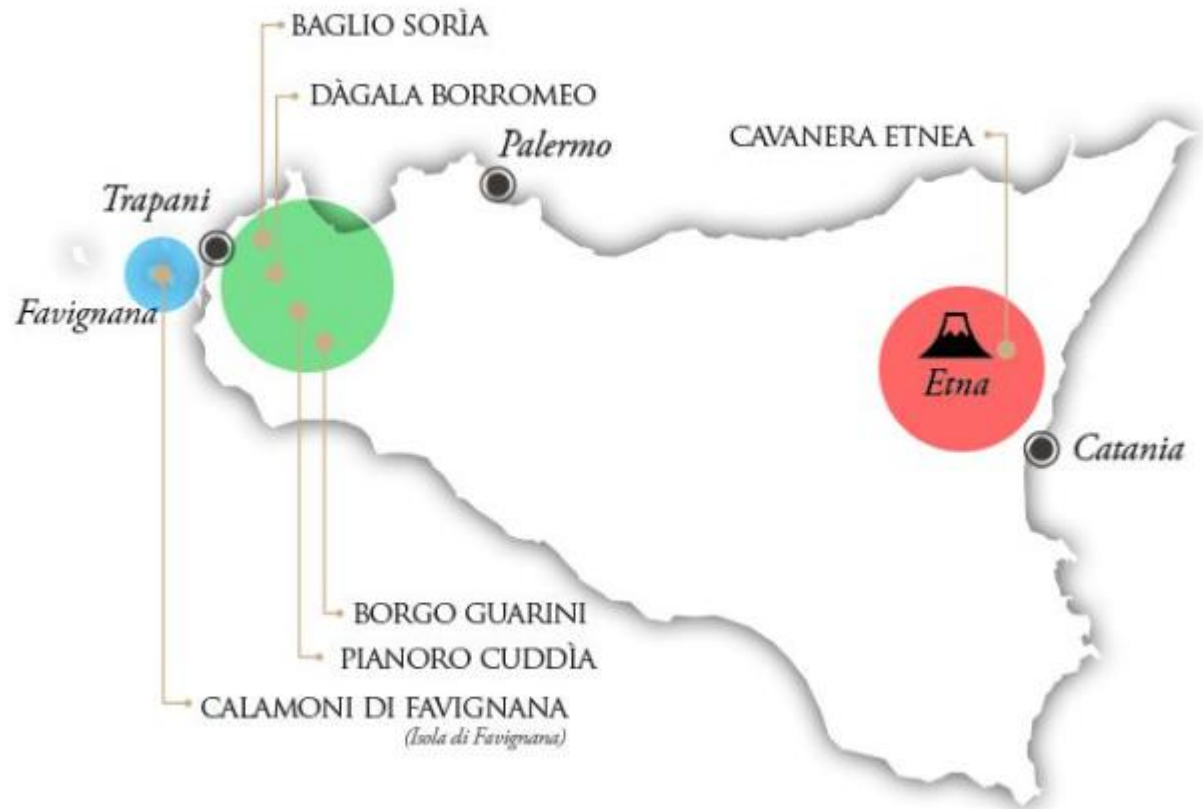 BAGLIO SORÌA
DÀGALA BORROMEO
CAVANERA ETNEA
Palermo
Trapani
Favignana
Etna
Catania
BORGO GUARINI
PIANORO CUDDÌA
CALAMONI DI FAVIGNANA
(Isola di Favignana)